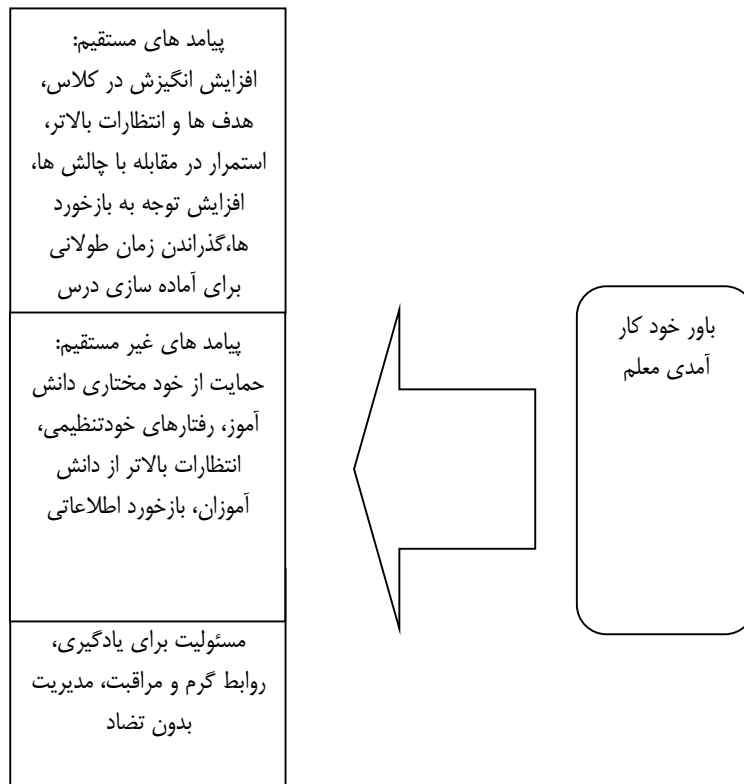 باور خود کار
آمدی معلم
پیامد های مستقیم:
افزایش انگیزش در کلاس،
هدف ها و انتظارات بالاتر،
استمرار در مقابله با چالش ها،
افزایش توجه به بازخورد
ها،گذراندن زمان طولانی
برای آماده سازی درس
پیامد های غیر مستقیم:
حمایت از خود مختاری دانش
آموز، رفتارهای خودتنظیمی،
انتظارات بالاتر از دانش
آموزان، بازخورد اطلاعاتی
مسئولیت برای یادگیری،
روابط گرم و مراقبت، مدیریت
بدون تضاد